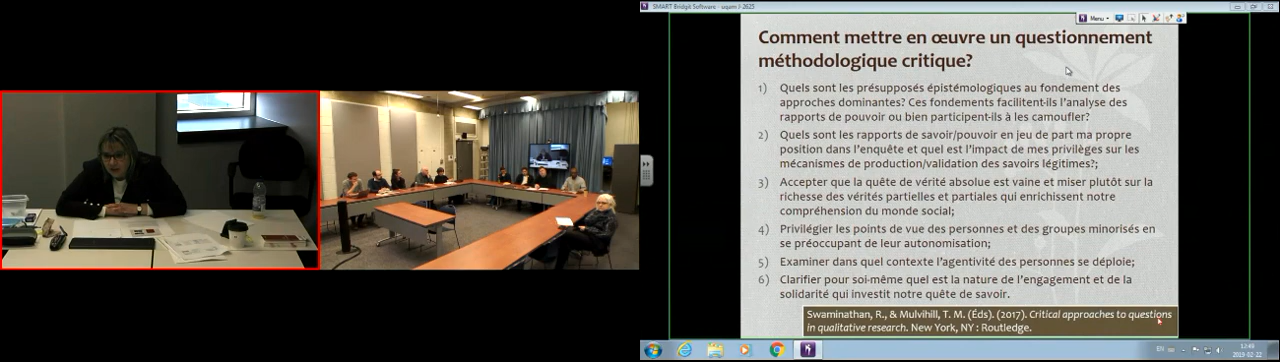 SMART Bridgit Software - uqam J-2625
Menu
Comment mettre en œuvre un questionnement
méthodologique critique?
1) Quels sont les présupposés épistémologiques au fondement des
approches dominantes? Ces fondements facilitent-ils l'analyse des
rapports de pouvoir ou bien participent-ils à les camoufler?
2) Quels sont les rapports de savoir/pouvoir en jeu de part ma propre
position dans l'enquête et quel est l'impact de mes privilèges sur les
mécanismes de production/validation des savoirs légitimes?;
3) Accepter que la quête de vérité absolue est vaine et miser plutôt sur la
richesse des vérités partielles et partiales qui enrichissent notre
compréhension du monde social;
4) Privilégier les points de vue des personnes et des groupes minorisés en
se préoccupant de leur autonomisation;
5) Examiner dans quel contexte l'agentivité des personnes se déploie;
6) Clarifier pour soi-même quel est la nature de l'engagement et de la
solidarité qui investit notre quête de savoir.
Swaminathan, R., & Mulvihill, T. M. (Éds). (2017). Critical approaches to questions
in qualitative research. New York, NY : Routledge.
EN
12:49
2019-02-22